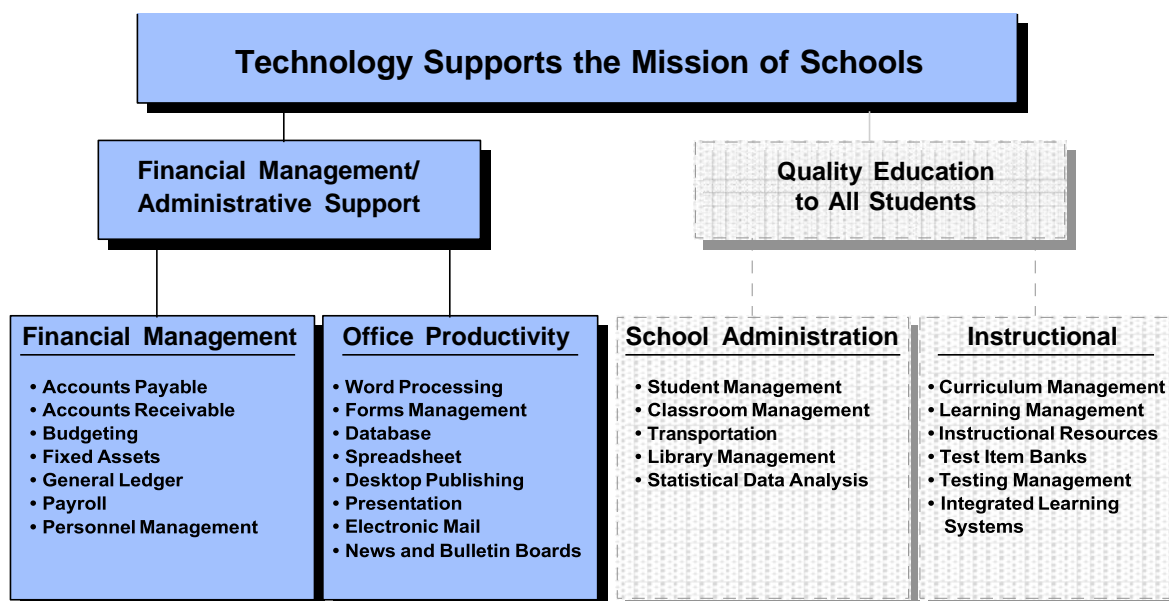 Technology Supports the Mission of Schools
Financial Management/
Administrative Support
Quality Education
to All Students
Financial Management
• Accounts Payable
• Accounts Receivable
• Budgeting
• Fixed Assets
• General Ledger
• Payroll
• Personnel Management
Office Productivity
• Word Processing
• Forms Management
• Database
• Spreadsheet
• Desktop Publishing
• Presentation
• Electronic Mail
• News and Bulletin Boards
School Administration
• Student Management
• Classroom Management
• Transportation
• Library Management
• Statistical Data Analysis
Instructional
• Curriculum Management
• Learning Management
• Instructional Resources
• Test Item Banks
• Testing Management
• Integrated Learning
Systems